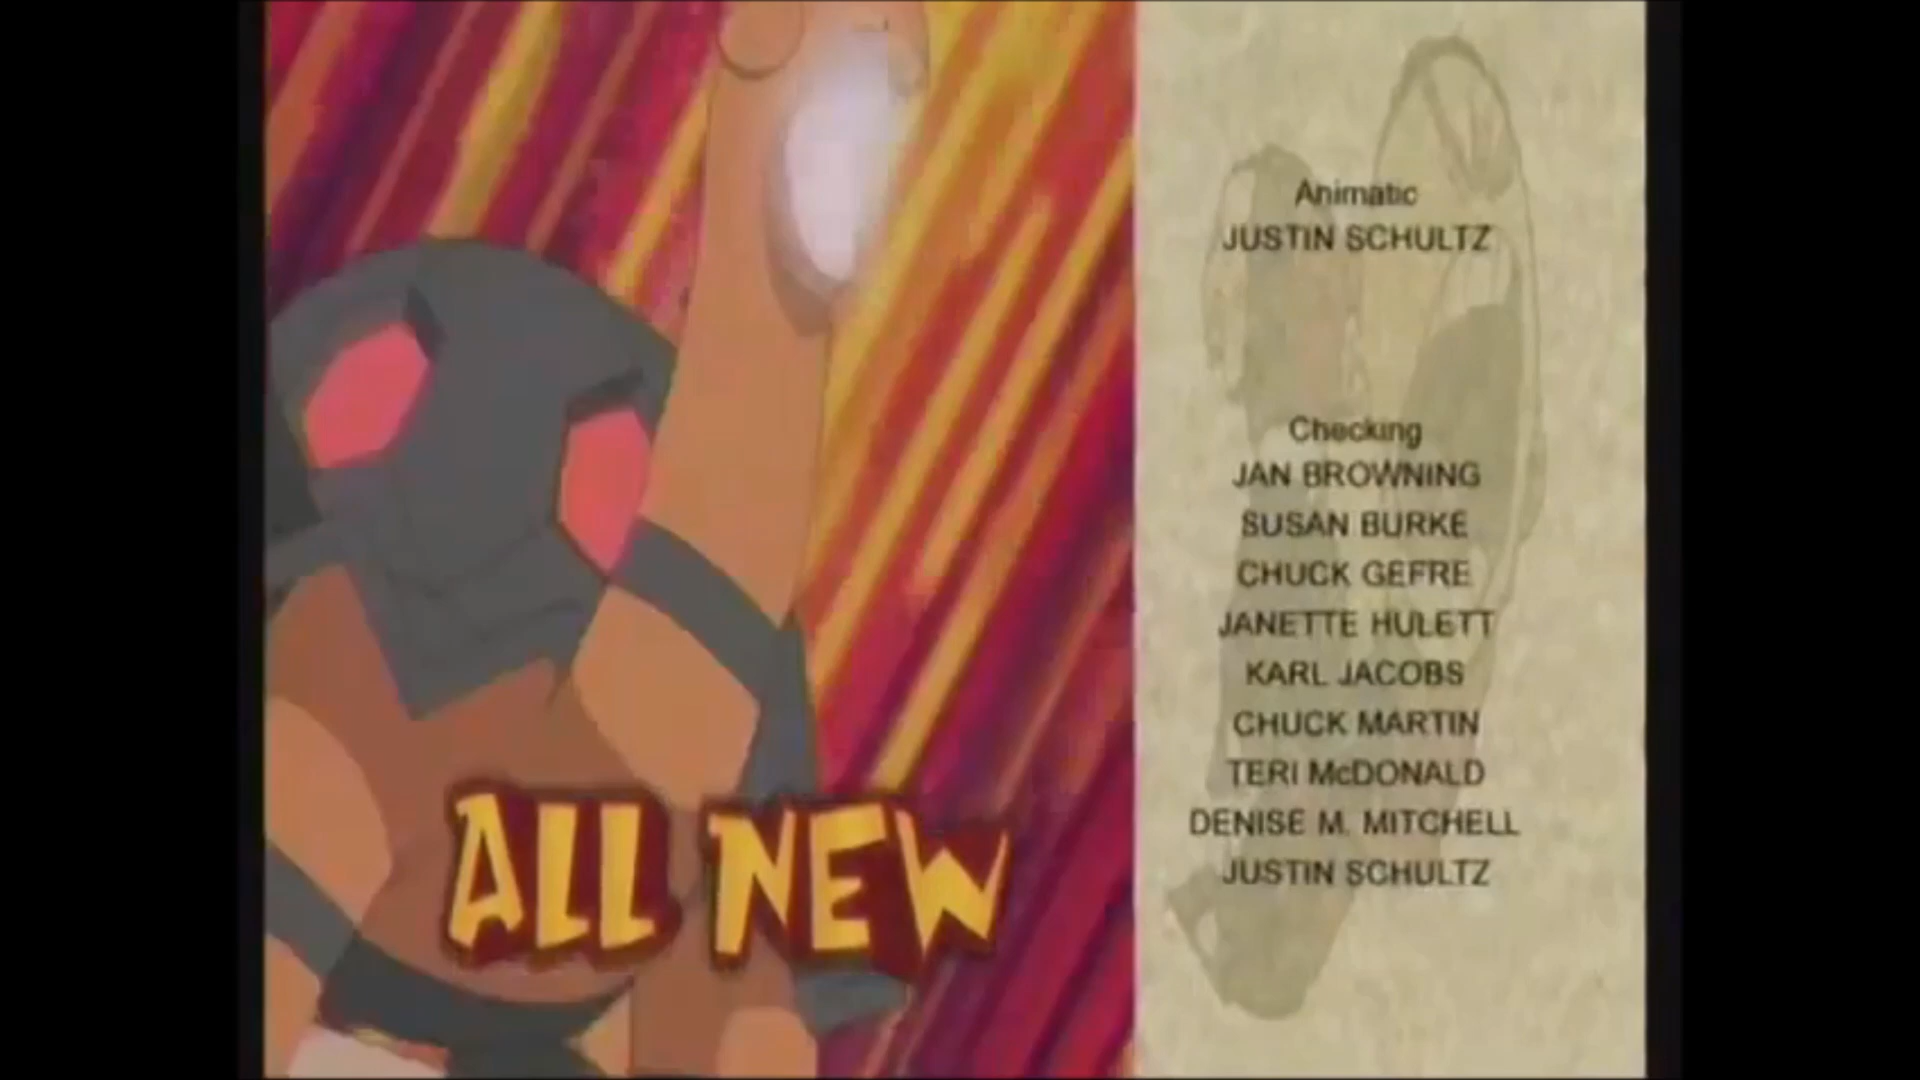 ALL NEW
Animatic
JUSTIN SCHULTZ
Checking
JAN BROWNING
SUSAN BURKE
CHUCK GEFRE
JANETTE HULETT
KARL JACOBS
CHUCK MARTIN
TERI McDONALD
DENISE M. MITCHELL
JUSTIN SCHULTZ